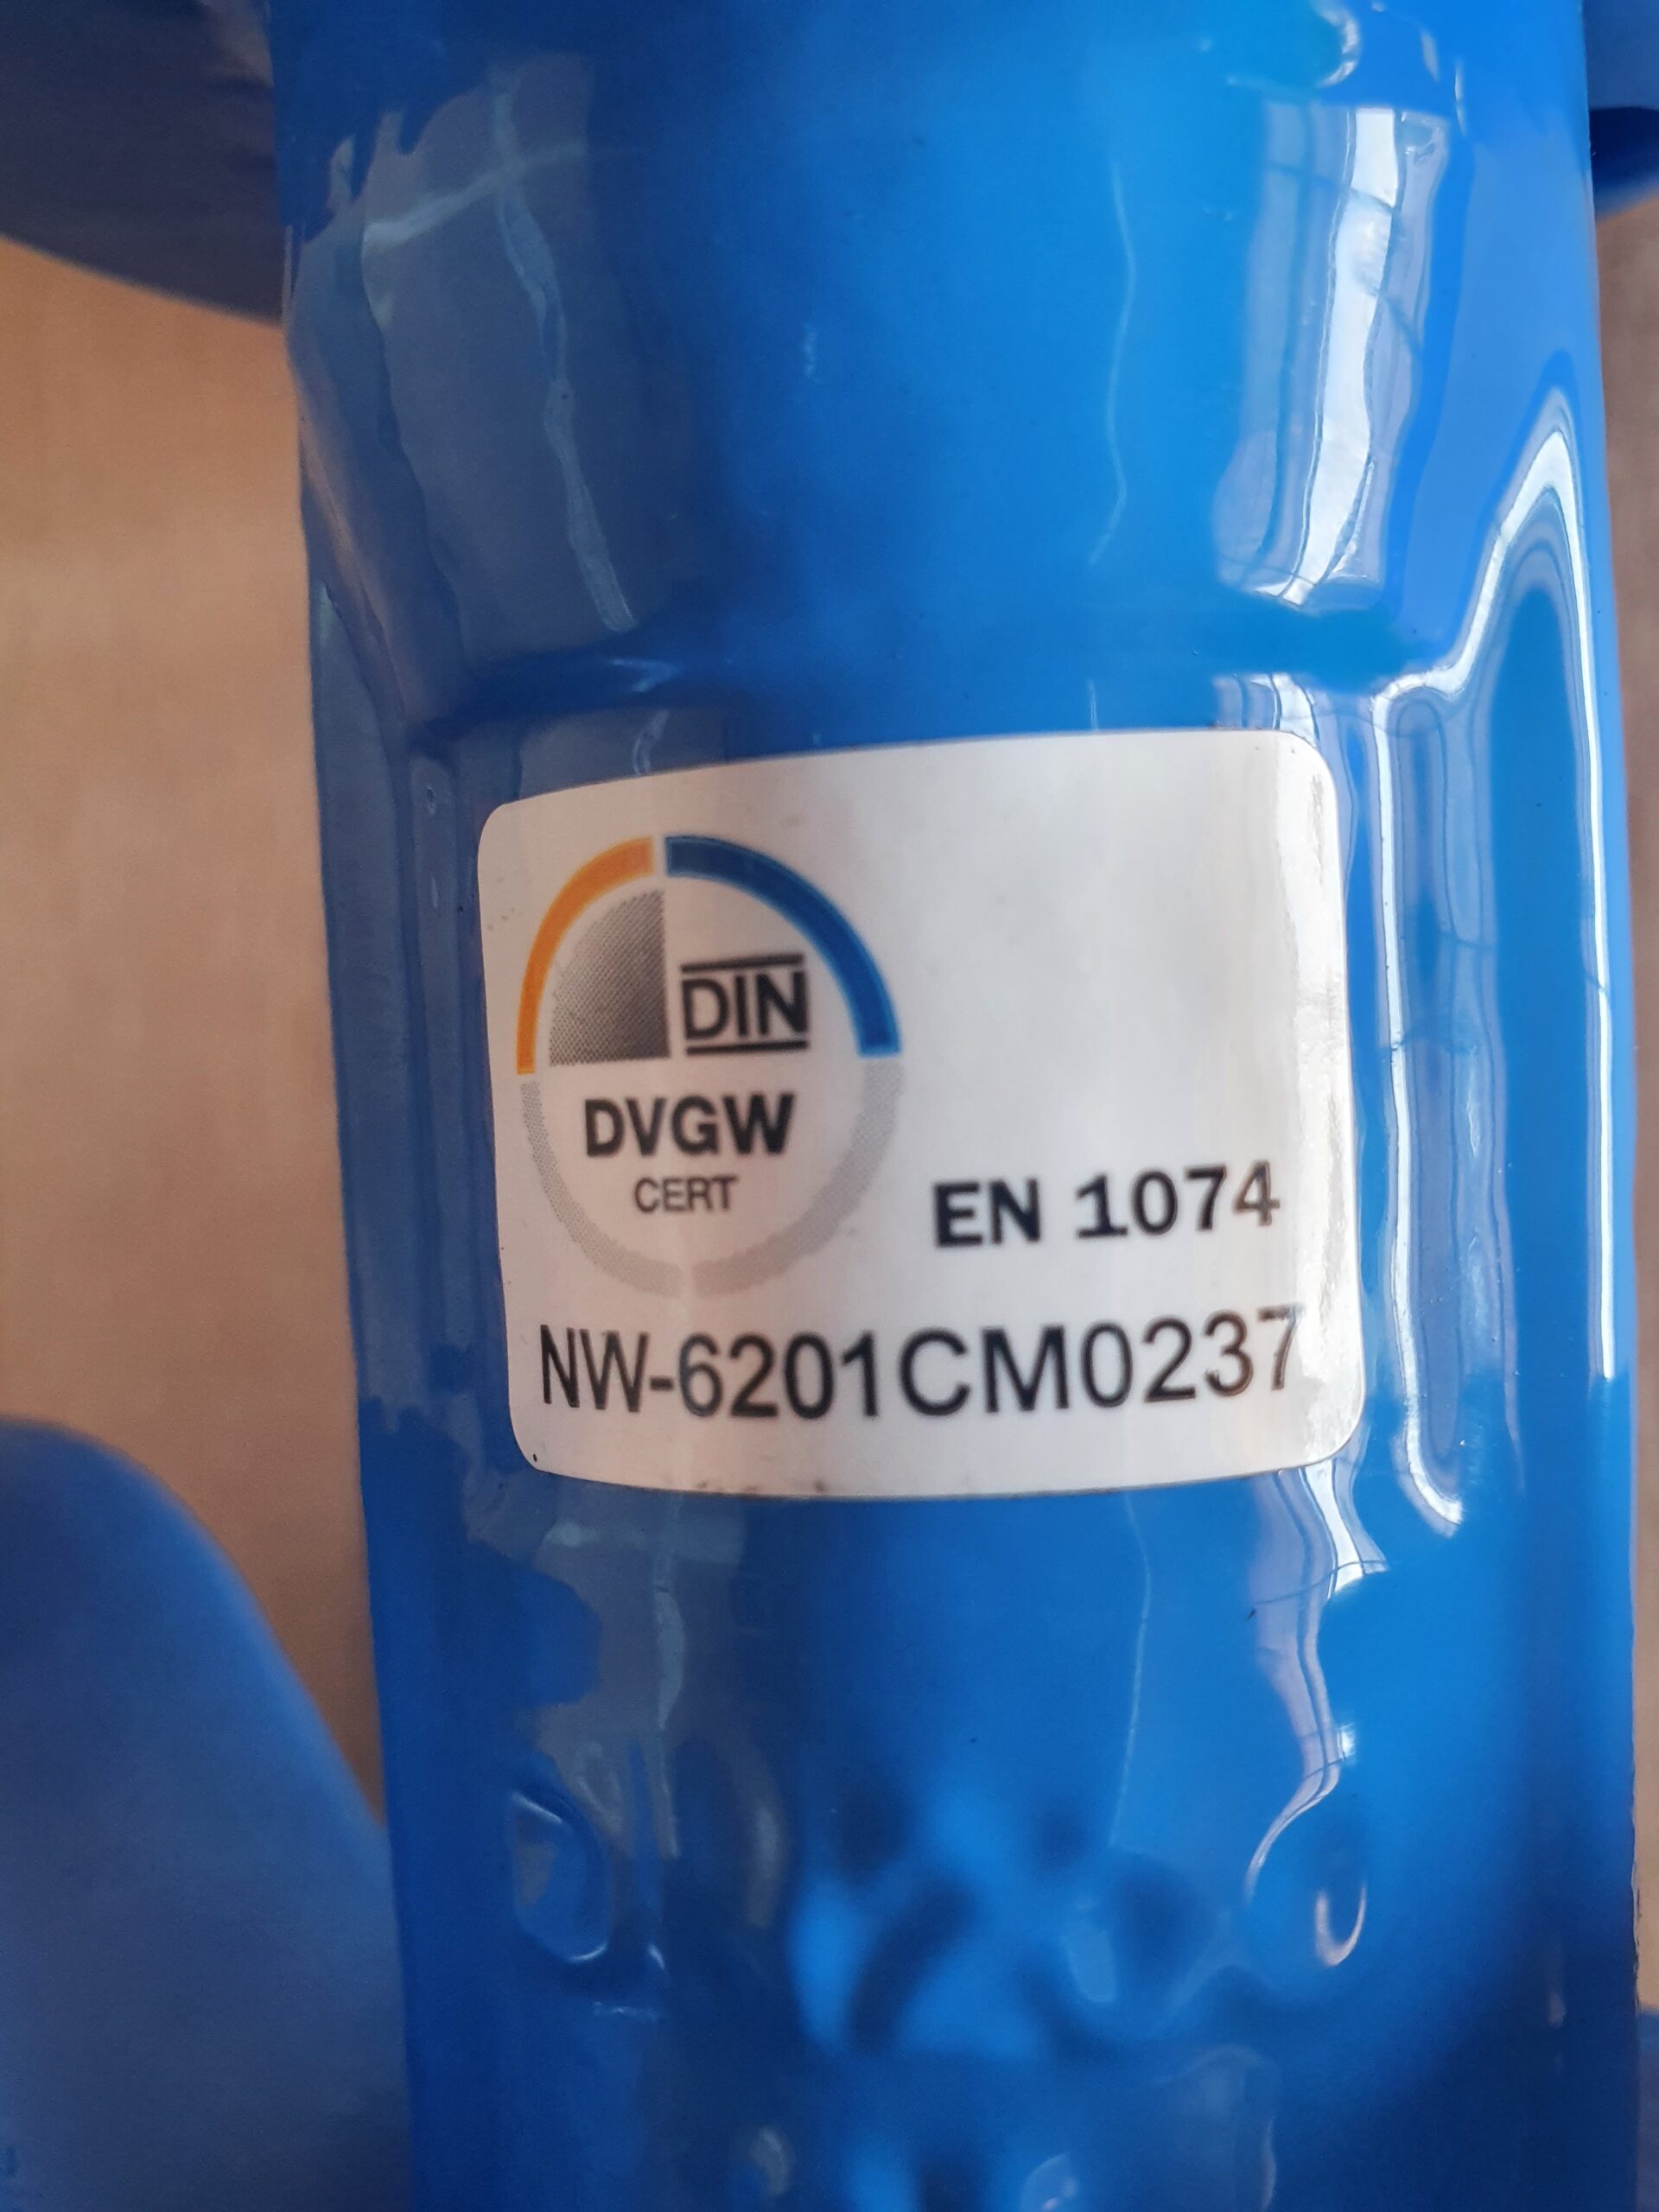 DIN
DVGW
CERT
EN 1074
NW-6201CM0237